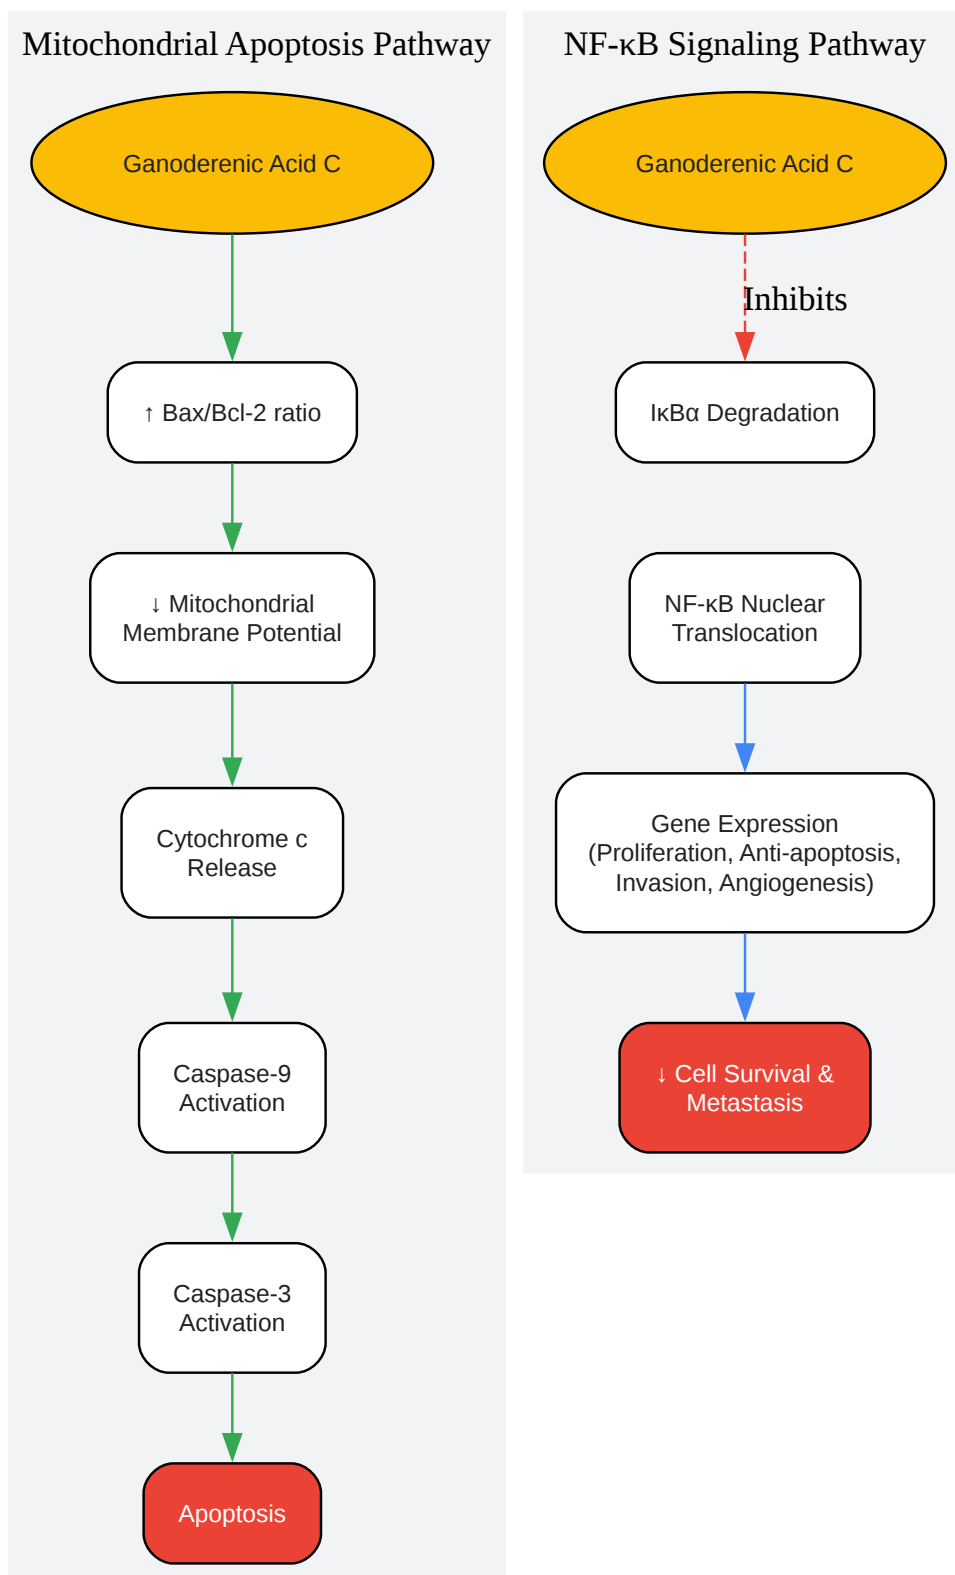 Mitochondrial Apoptosis Pathway
Ganoderenic Acid C
↑ Bax/Bcl-2 ratio
↓ Mitochondrial
Membrane Potential
Cytochrome c
Release
Caspase-9
Activation
Caspase-3
Activation
Apoptosis
NF-κB Signaling Pathway
Ganoderenic Acid C
Inhibits
IκBα Degradation
NF-κB Nuclear
Translocation
Gene Expression
(Proliferation, Anti-apoptosis,
Invasion, Angiogenesis)
↓ Cell Survival &
Metastasis